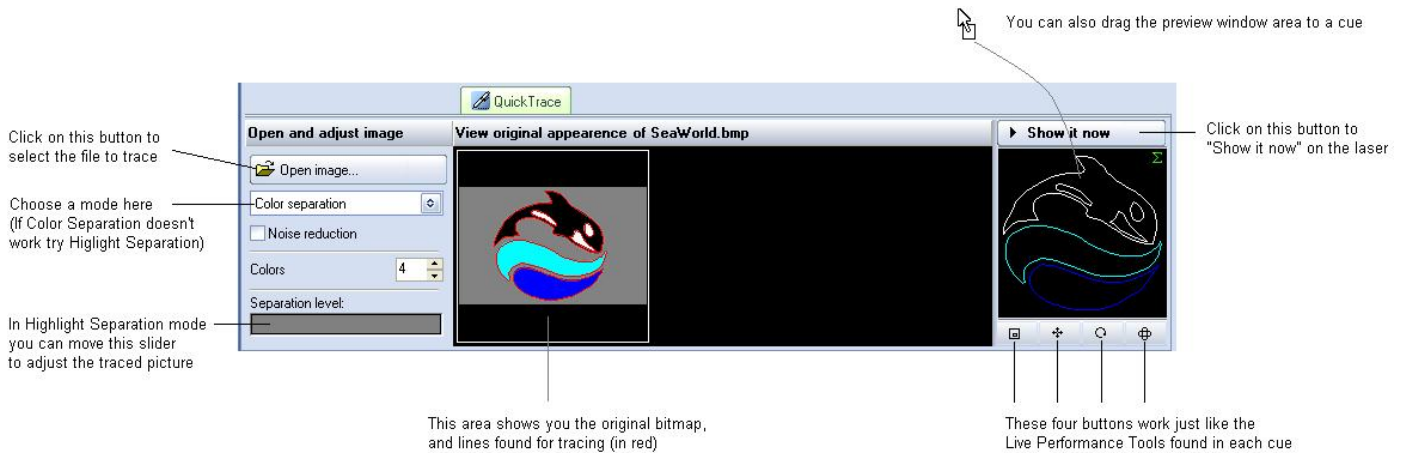 You can also drag the preview window area to a cue
QuickTrace
Click on this button to
select the file to trace
Open and adjust image
View original appearence of SeaWorld.bmp
Show it now
Click on this button to
"Show it now" on the laser
Open image...
Choose a mode here
(If Color Separation doesn't
work try Higlight Separation)
Color separation
Noise reduction
Colors
4
Separation level:
In Highlight Separation mode
you can move this slider
to adjust the traced picture
Σ
This area shows you the original bitmap,
and lines found for tracing (in red)
These four buttons work just like the
Live Performance Tools found in each cue